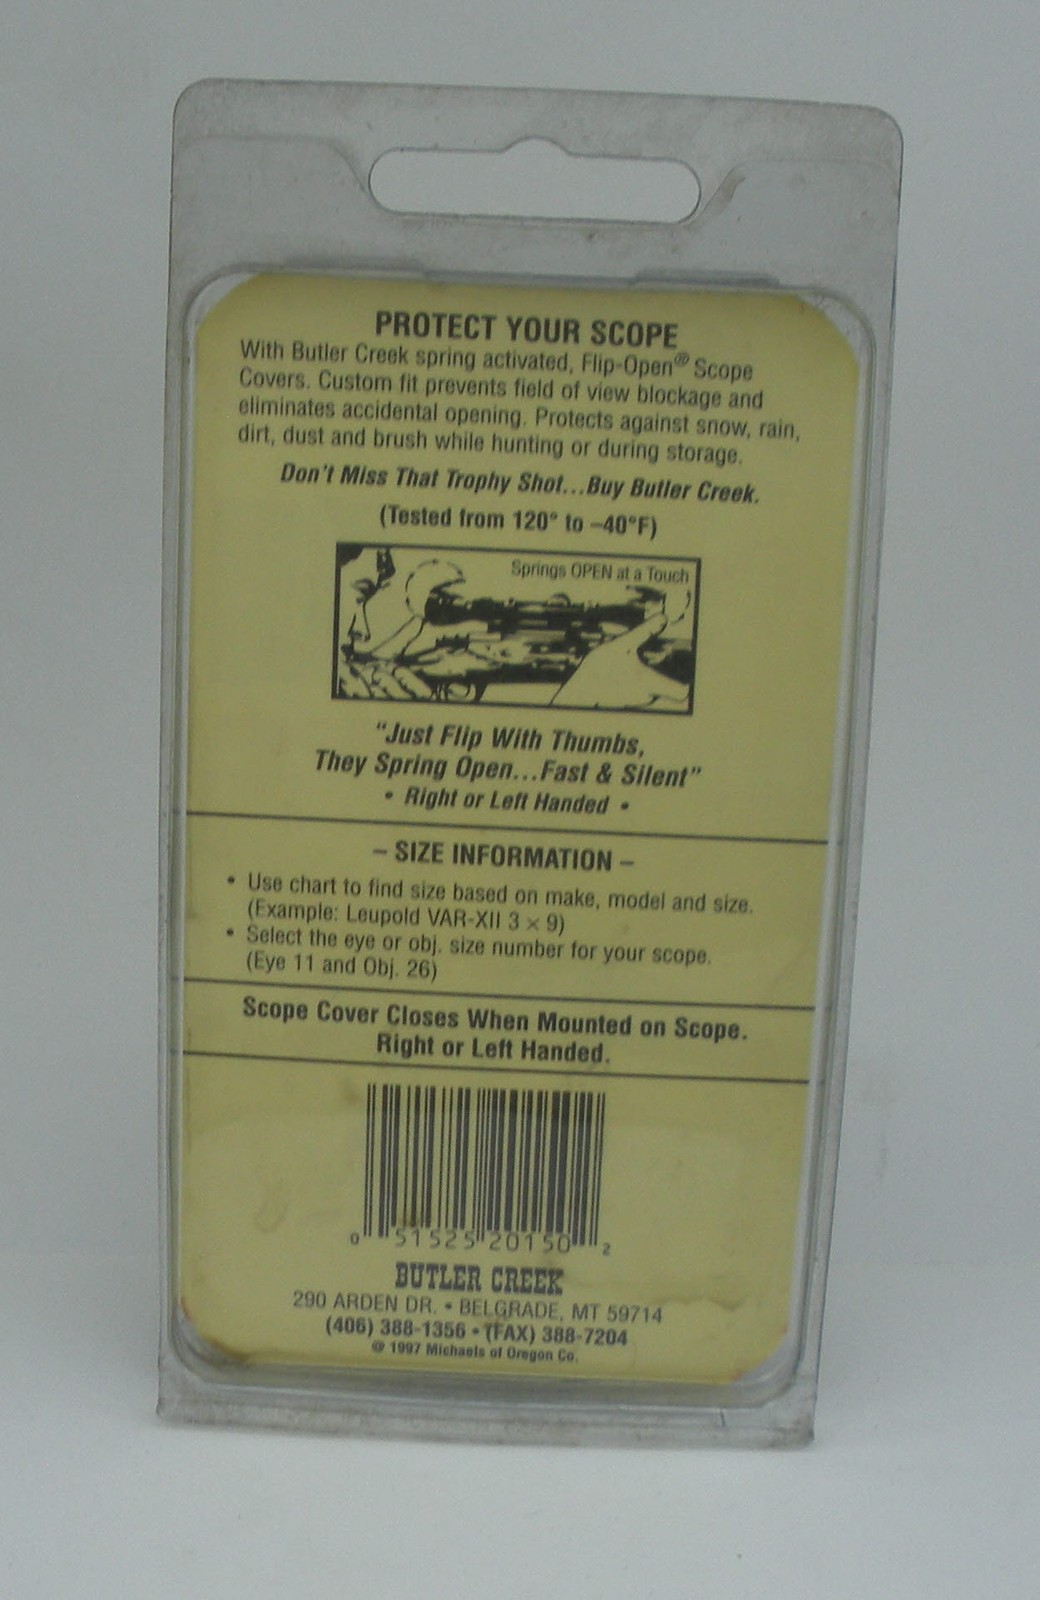 PROTECT YOUR SCOPE
With Butler Creek spring activated, Flip-Open® Scope
Covers. Custom fit prevents field of view blockage and
eliminates accidental opening. Protects against snow, rain,
dirt, dust and brush while hunting or during storage.
Don't Miss That Trophy Shot...Buy Butler Creek.
(Tested from 120° to –40°F)
Springs OPEN at a Touch
"Just Flip With Thumbs,
They Spring Open...Fast & Silent"
• Right or Left Handed •
– SIZE INFORMATION –
• Use chart to find size based on make, model and size.
(Example: Leupold VAR-XII 3 × 9)
• Select the eye or obj. size number for your scope.
(Eye 11 and Obj. 26)
Scope Cover Closes When Mounted on Scope.
Right or Left Handed.
0 51525 20150 2
BUTLER CREEK
290 ARDEN DR. • BELGRADE, MT 59714
(406) 388-1356 • (FAX) 388-7204
© 1997 Michaels of Oregon Co.